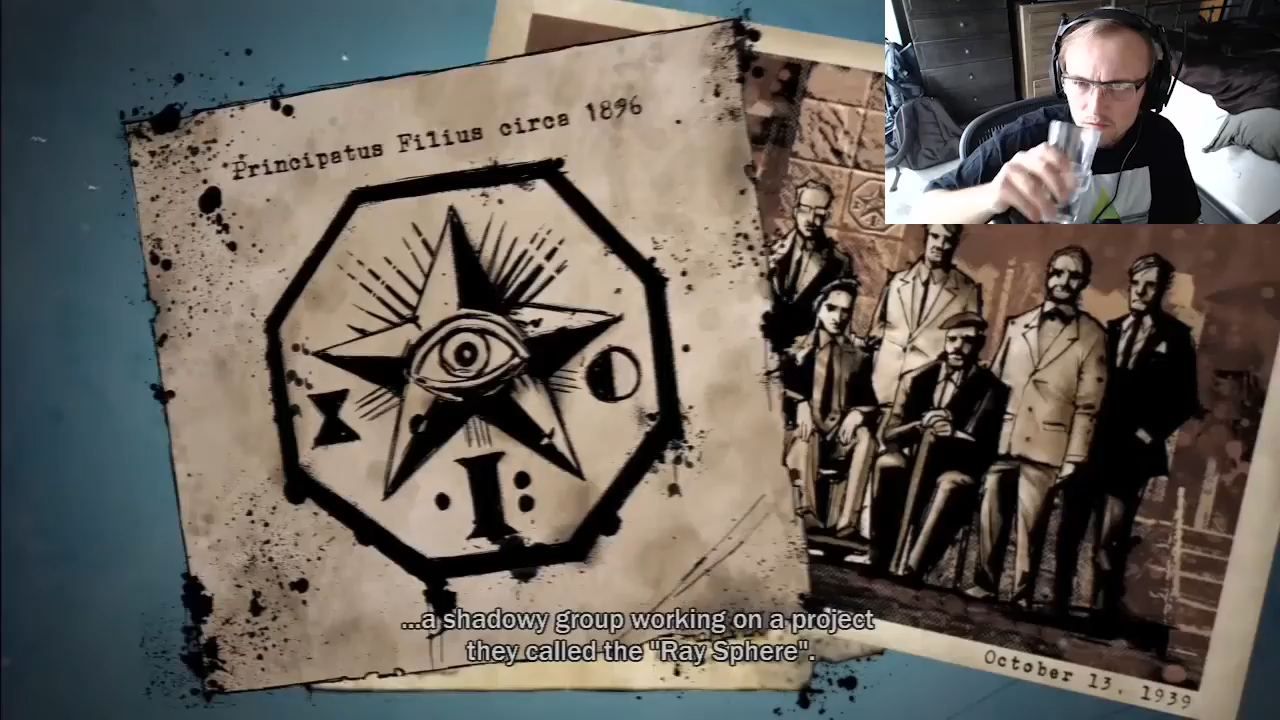 Principatus Filius circa 1896
...a shadowy group working on a project
they called the "Ray Sphere".
October 13, 1939